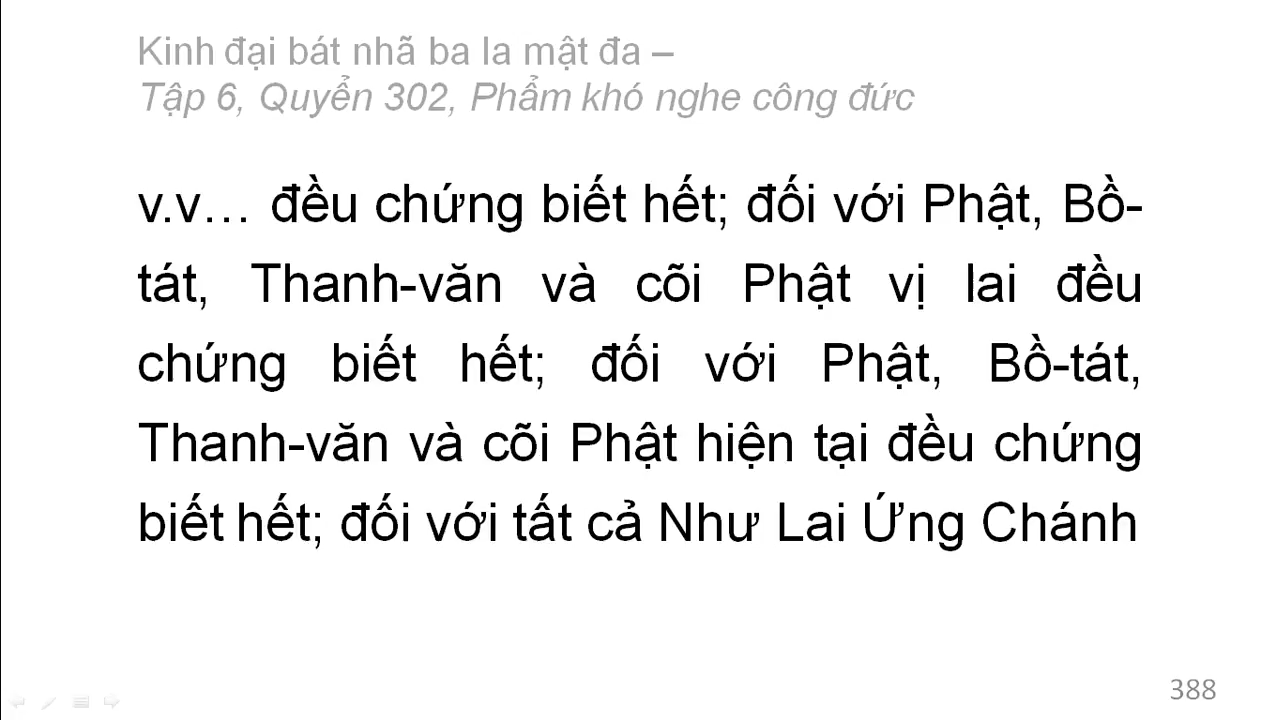 Kinh đại bát nhã ba la mật đa –
Tập 6, Quyển 302, Phẩm khó nghe công đức
v.v… đều chứng biết hết; đối với Phật, Bồ-
tát, Thanh-văn và cõi Phật vị lai đều
chứng biết hết; đối với Phật, Bồ-tát,
Thanh-văn và cõi Phật hiện tại đều chứng
biết hết; đối với tất cả Như Lai Ứng Chánh
388